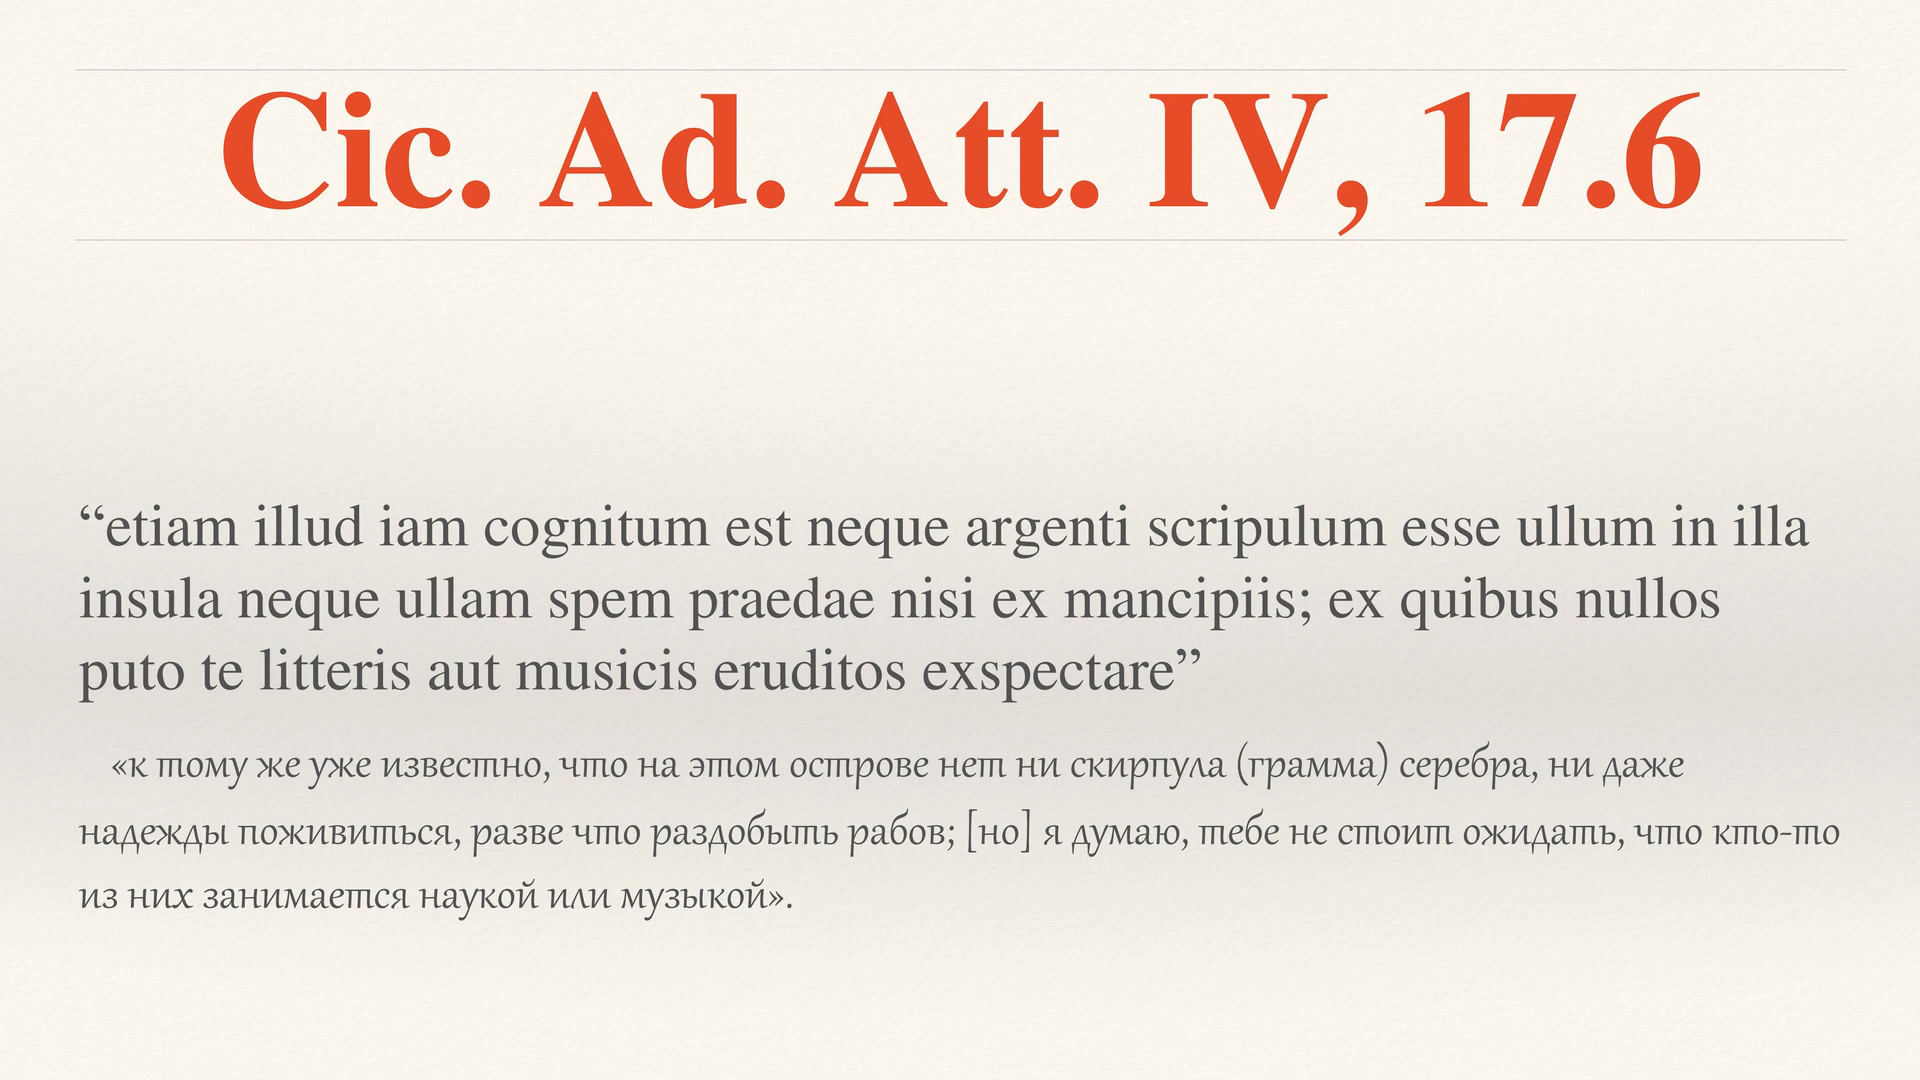 Cic. Ad. Att. IV, 17.6
“etiam illud iam cognitum est neque argenti scripulum esse ullum in illa
insula neque ullam spem praedae nisi ex mancipiis; ex quibus nullos
puto te litteris aut musicis eruditos exspectare”
«к тому же уже известно, что на этом острове нет ни скирпула (грамма) серебра, ни даже
надежды поживиться, разве что раздобыть рабов; [но] я думаю, тебе не стоит ожидать, что кто-то
из них занимается наукой или музыкой».